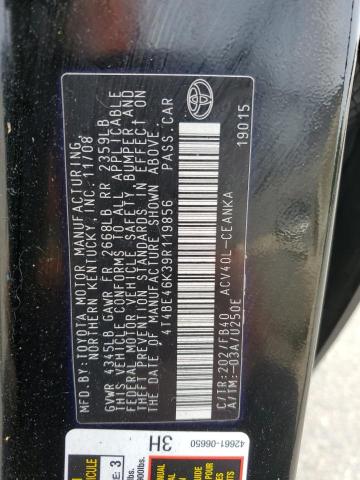 MFD.BY:TOYOTA MOTOR MANUFACTURING,
NORTHERN KENTUCKY, INC. 11/08
GVWR 4345LB GAWR FR 2668LB RR 2359LB
THIS VEHICLE CONFORMS TO ALL APPLICABLE
FEDERAL MOTOR VEHICLE SAFETY, BUMPER, AND
THEFT PREVENTION STANDARDS IN EFFECT ON
THE DATE OF MANUFACTURE SHOWN ABOVE.
4T4BE46K39R119856 PASS.CAR
C/TR:202/FB40 ACV40L-CEANKA
A/TM:-03A/U250E
TOYOTA
19015
42661-06650
3H
3